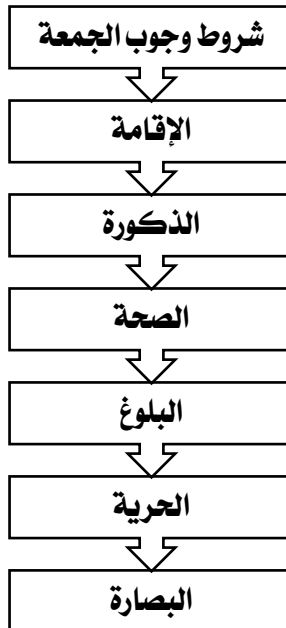 شروط وجوب الجمعة
الإقامة
الذكورة
الصحة
البلوغ
الحرية
البصارة